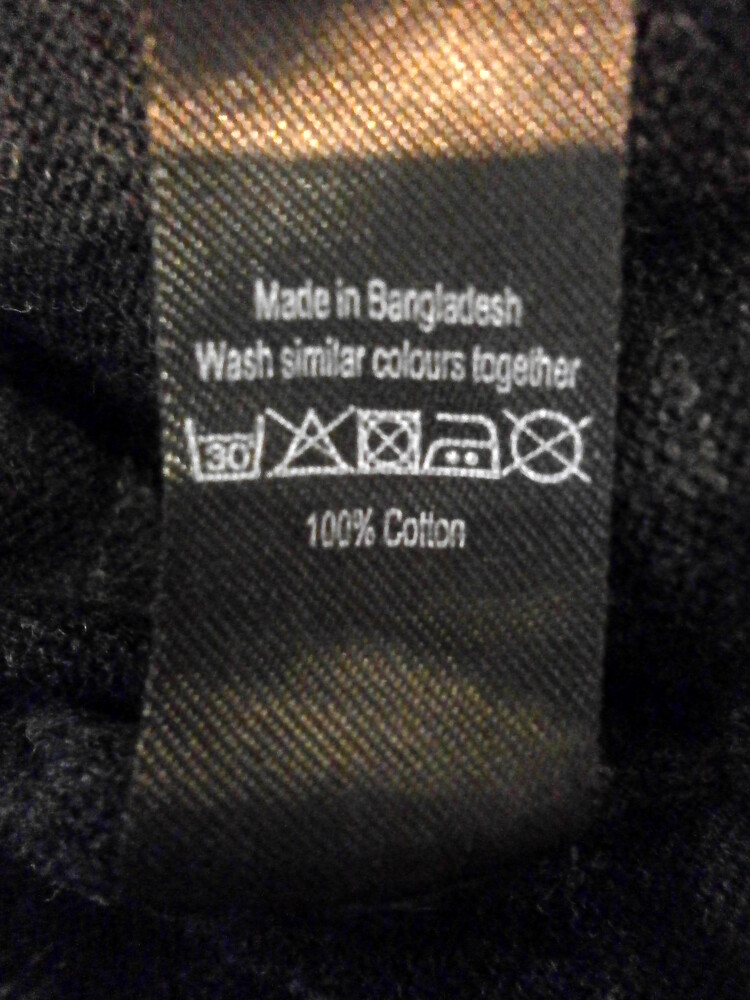 Made in Bangladesh
Wash similar colours together
30
100% Cotton